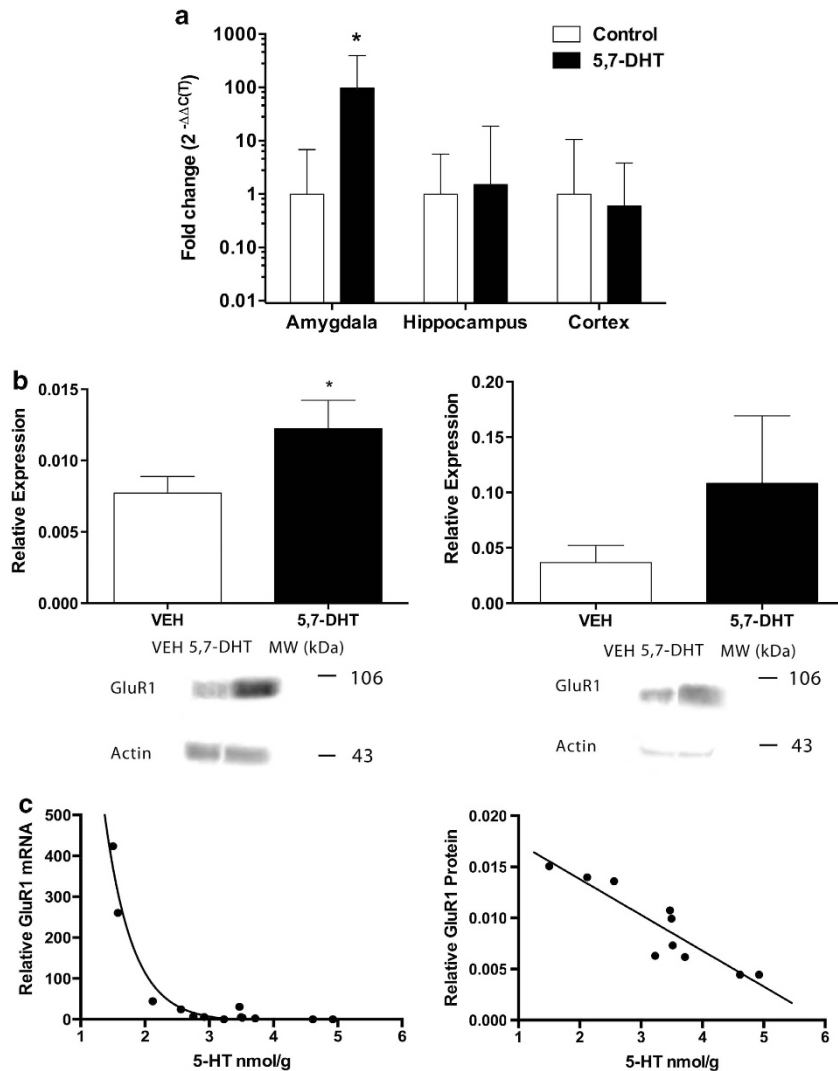 a
Control
5,7-DHT
*
Fold change (2 -ΔΔC(T))
1000
100
10
1
0.10
0.01
Amygdala Hippocampus Cortex
b
*
Relative Expression
0.015
0.010
0.005
0.000
VEH 5,7-DHT
VEH 5,7-DHT MW (kDa)
GluR1 — 106
Actin — 43
Relative Expression
0.20
0.15
0.10
0.05
0.00
VEH 5,7-DHT
VEH 5,7-DHT MW (kDa)
GluR1 — 106
Actin — 43
c
Relative GluR1 mRNA
500
400
300
200
100
0
1 2 3 4 5 6
5-HT nmol/g
Relative GluR1 Protein
0.020
0.015
0.010
0.005
0.000
1 2 3 4 5 6
5-HT nmol/g